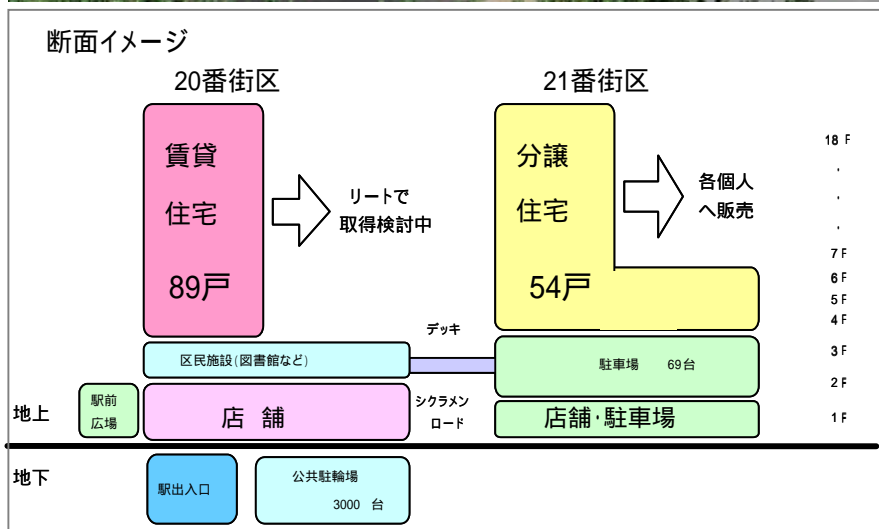 断面イメージ
20番街区
21番街区
賃貸
住宅
89戸
リートで
取得検討中
分譲
住宅
54戸
各個人
へ販売
18 F
.
.
.
7 F
6 F
5 F
4 F
3 F
2 F
1 F
デッキ
区民施設(図書館など)
駐車場 69台
地上
駅前
広場
店 舗
シクラメン
ロード
店舗・駐車場
地下
駅出入口
公共駐輪場
3000 台